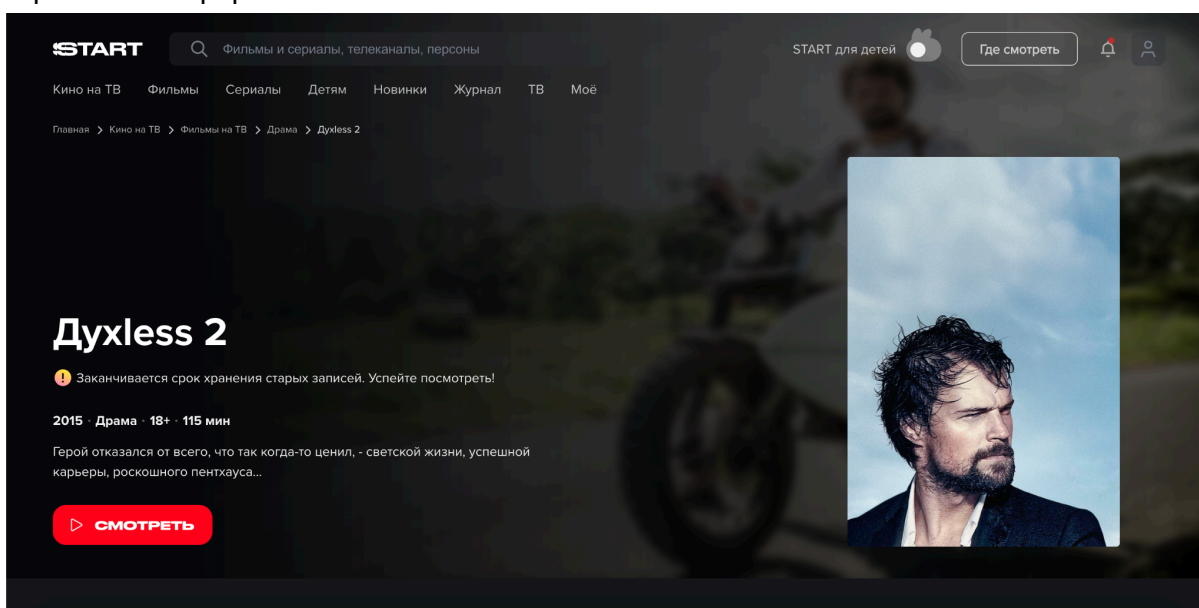 START
Фильмы и сериалы, телеканалы, персоны
START для детей
Где смотреть
Кино на ТВ Фильмы Сериалы Детям Новинки Журнал ТВ Моё
Главная > Кино на ТВ > Фильмы на ТВ > Драма > Духless 2
Духless 2
Заканчивается срок хранения старых записей. Успейте посмотреть!
2015 · Драма · 18+ · 115 мин
Герой отказался от всего, что так когда-то ценил, - светской жизни, успешной
карьеры, роскошного пентхауса...
СМОТРЕТЬ